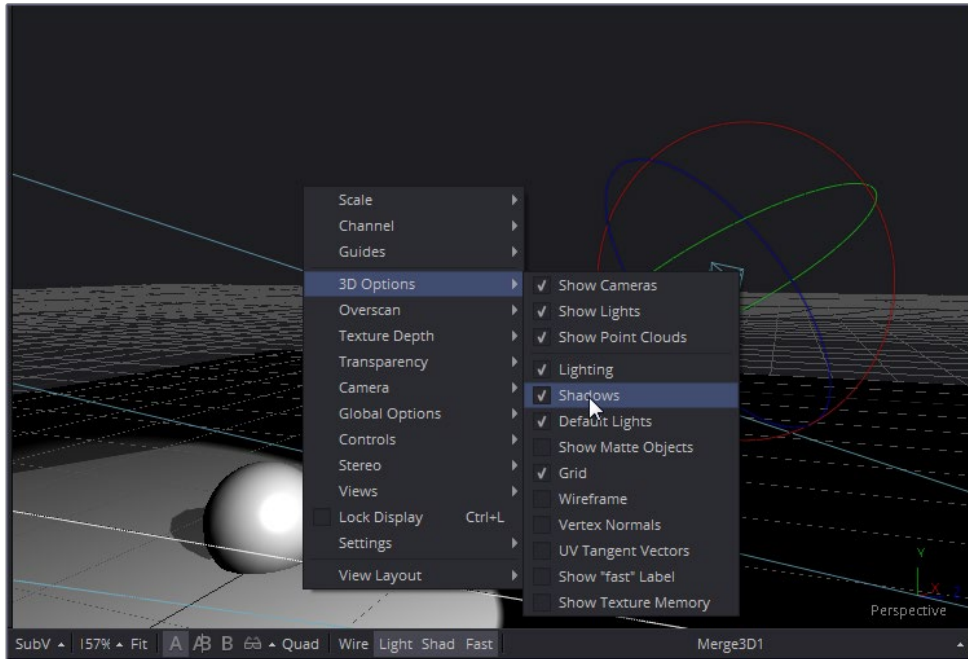 Scale
Channel
Guides
3D Options
Overscan
Texture Depth
Transparency
Camera
Global Options
Controls
Stereo
Views
Lock Display Ctrl+L
Settings
View Layout
Show Cameras
Show Lights
Show Point Clouds
Lighting
Shadows
Default Lights
Show Matte Objects
Grid
Wireframe
Vertex Normals
UV Tangent Vectors
Show "fast" Label
Show Texture Memory
Y
X
Z
Perspective
SubV 157% Fit A A|B B Quad Wire Light Shad Fast Merge3D1